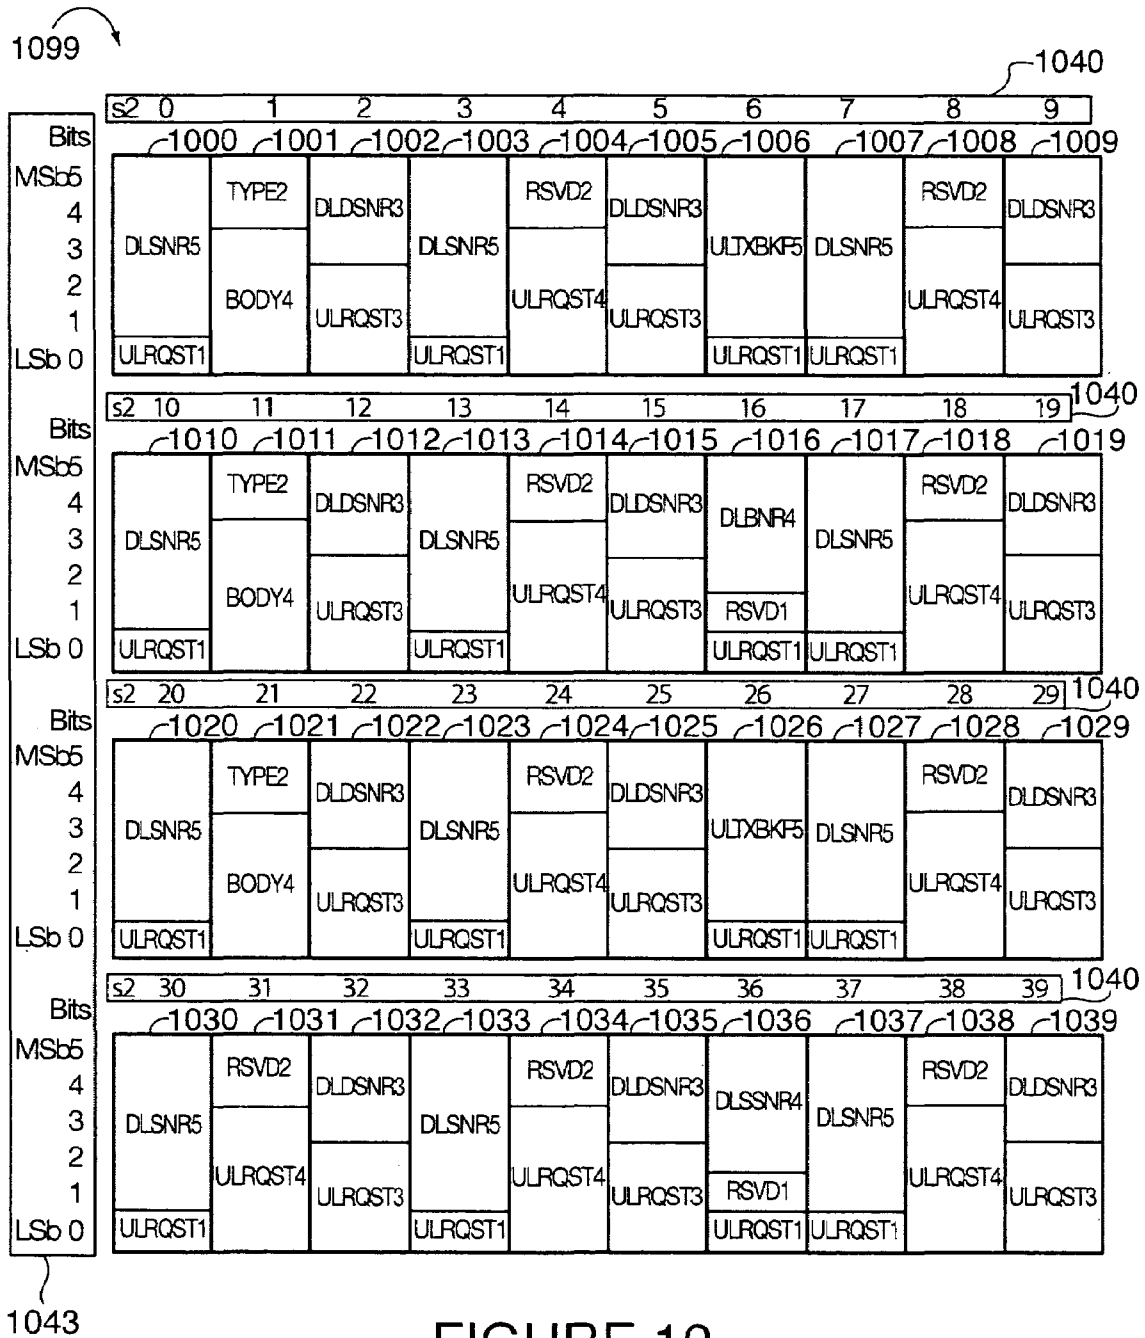 1099
1040
s2 0 1 2 3 4 5 6 7 8 9
Bits 1000 1001 1002 1003 1004 1005 1006 1007 1008 1009
MSb5 TYPE2 RSVD2 RSVD2
4 DLDSNR3 DLDSNR3 DLDSNR3
3 DLSNR5 DLSNR5 ULTXBKF5 DLSNR5
2 BODY4 ULRQST4 ULRQST4
1 ULRQST3 ULRQST3 ULRQST3
LSb 0 ULRQST1 ULRQST1 ULRQST1 ULRQST1
s2 10 11 12 13 14 15 16 17 18 19 1040
Bits 1010 1011 1012 1013 1014 1015 1016 1017 1018 1019
MSb5 TYPE2 RSVD2 RSVD2
4 DLDSNR3 DLDSNR3 DLBNR4 DLDSNR3
3 DLSNR5 DLSNR5 DLSNR5
2 BODY4 ULRQST4 ULRQST4
1 ULRQST3 ULRQST3 RSVD1 ULRQST3
LSb 0 ULRQST1 ULRQST1 ULRQST1 ULRQST1
s2 20 21 22 23 24 25 26 27 28 29 1040
Bits 1020 1021 1022 1023 1024 1025 1026 1027 1028 1029
MSb5 TYPE2 RSVD2 RSVD2
4 DLDSNR3 DLDSNR3 DLDSNR3
3 DLSNR5 DLSNR5 ULTXBKF5 DLSNR5
2 BODY4 ULRQST4 ULRQST4
1 ULRQST3 ULRQST3 ULRQST3
LSb 0 ULRQST1 ULRQST1 ULRQST1 ULRQST1
s2 30 31 32 33 34 35 36 37 38 39 1040
Bits 1030 1031 1032 1033 1034 1035 1036 1037 1038 1039
MSb5 RSVD2 RSVD2 RSVD2
4 DLDSNR3 DLDSNR3 DLSSNR4 DLDSNR3
3 DLSNR5 DLSNR5 DLSNR5
2 ULRQST4 ULRQST4 ULRQST4
1 ULRQST3 ULRQST3 RSVD1 ULRQST3
LSb 0 ULRQST1 ULRQST1 ULRQST1 ULRQST1
1043